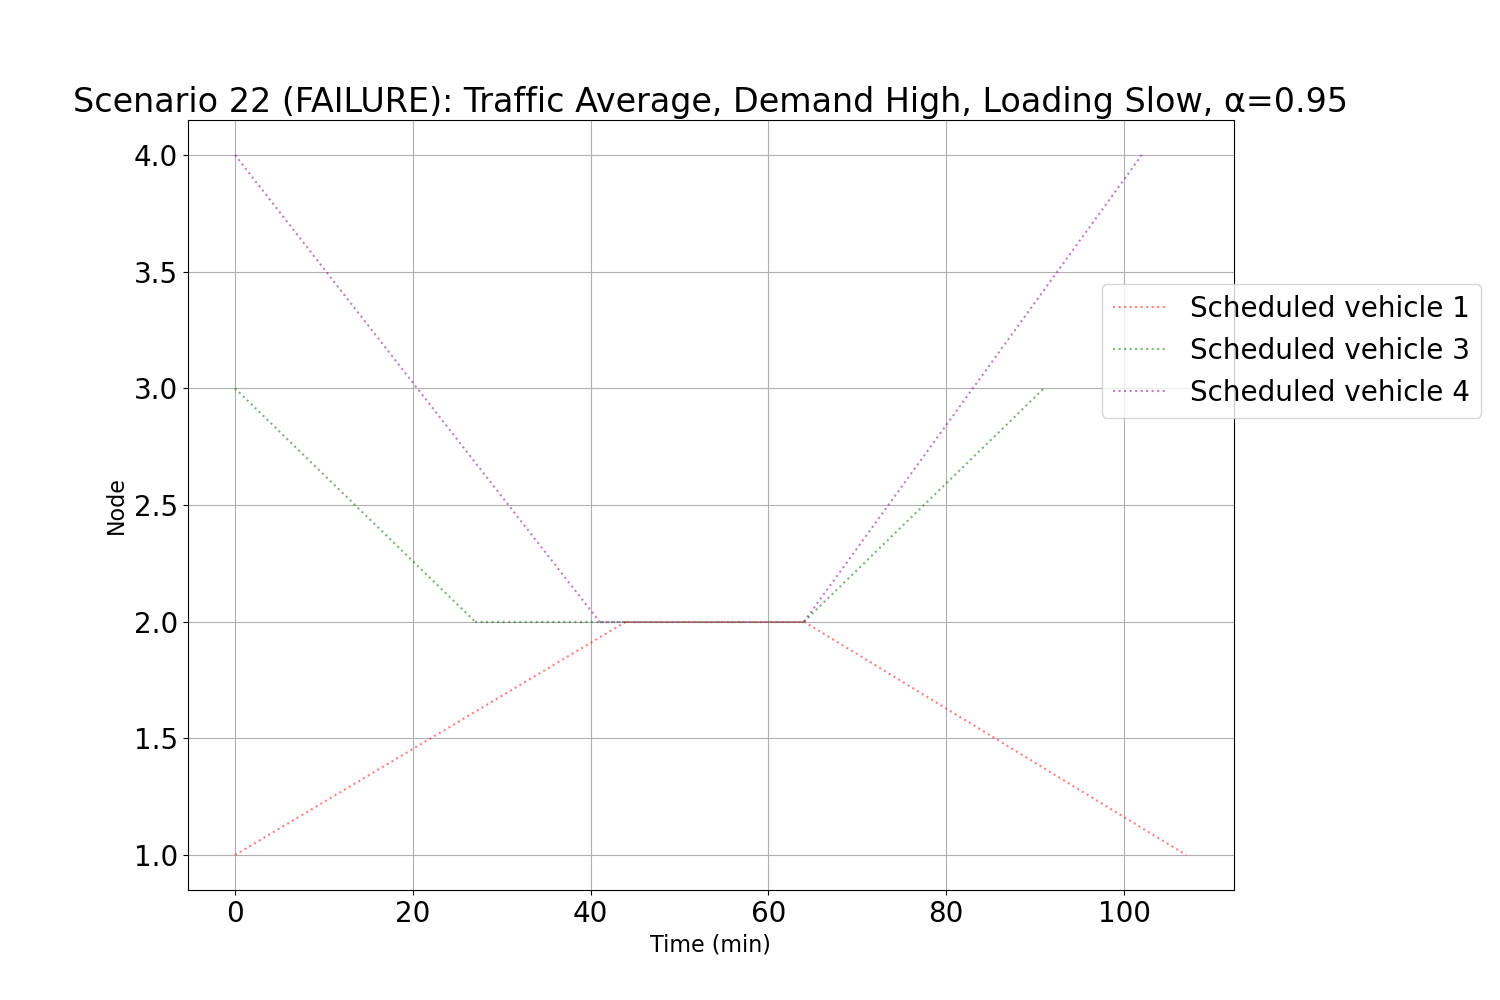 Scenario 22 (FAILURE): Traffic Average, Demand High, Loading Slow, α=0.95
4.0
3.5
3.0
2.5
2.0
1.5
1.0
Node
Scheduled vehicle 1
Scheduled vehicle 3
Scheduled vehicle 4
0 20 40 60 80 100
Time (min)